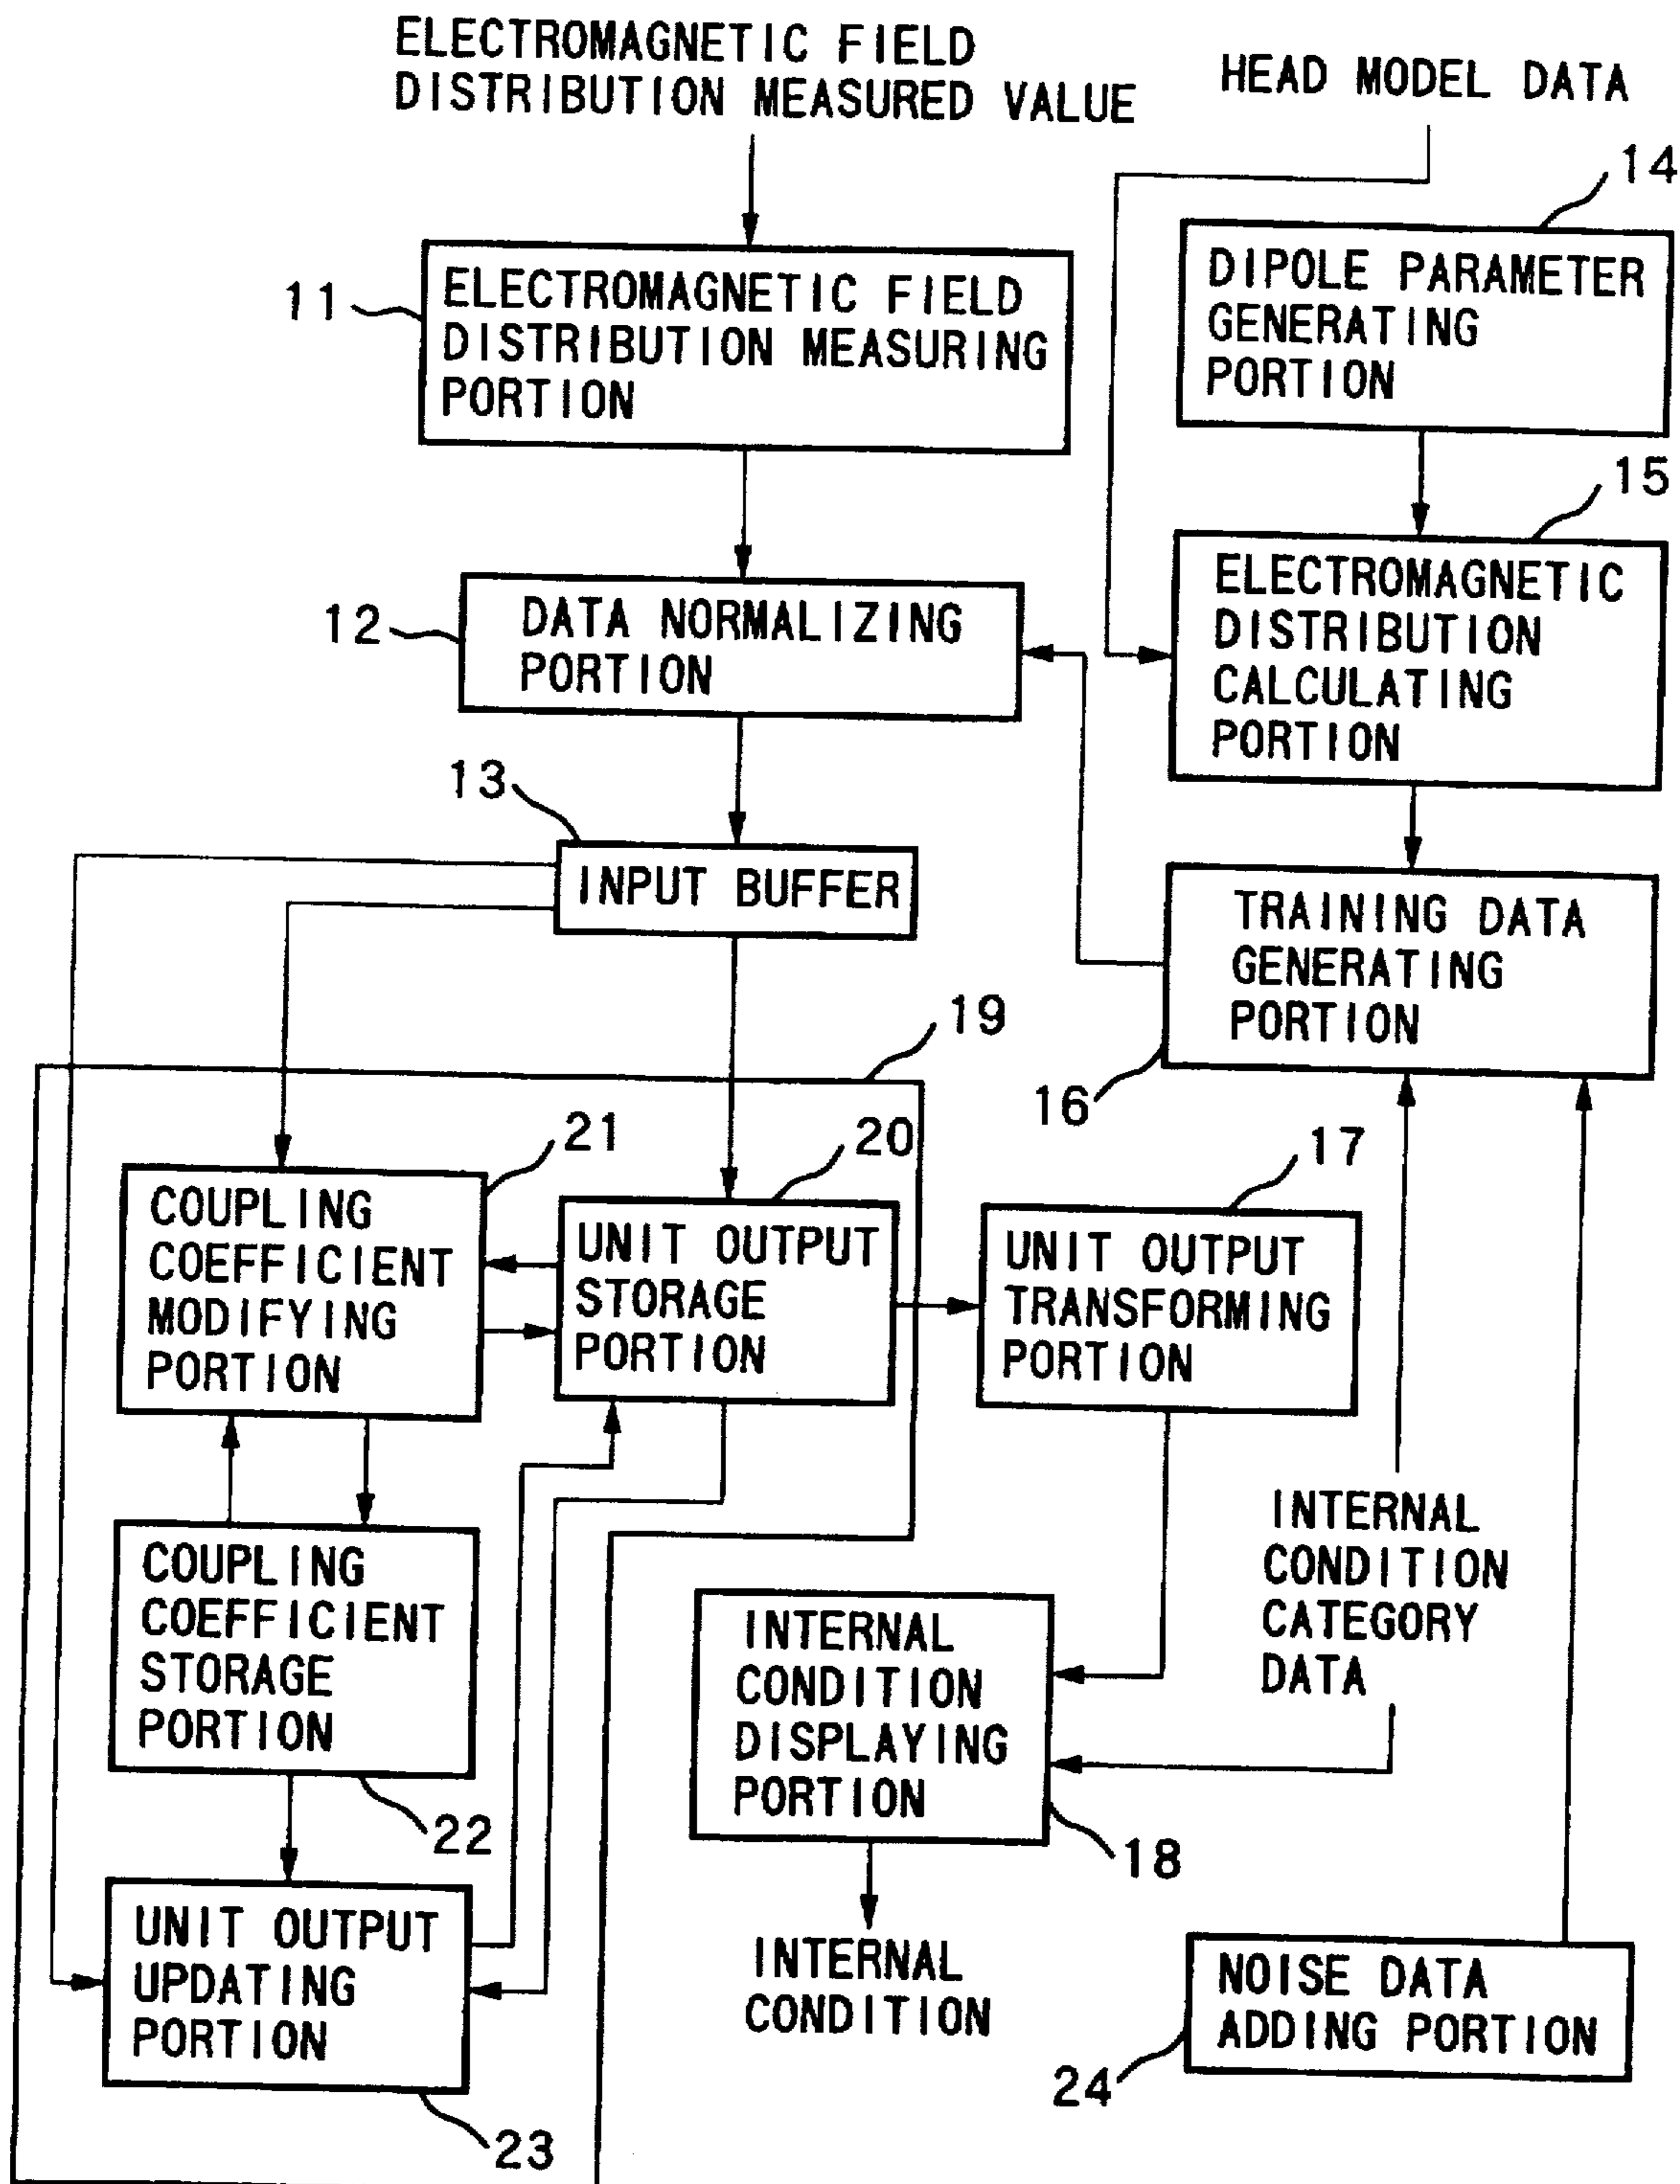 ELECTROMAGNETIC FIELD
DISTRIBUTION MEASURED VALUE
HEAD MODEL DATA
14
11
ELECTROMAGNETIC FIELD
DISTRIBUTION MEASURING
PORTION
DIPOLE PARAMETER
GENERATING
PORTION
15
12
DATA NORMALIZING
PORTION
ELECTROMAGNETIC
DISTRIBUTION
CALCULATING
PORTION
13
INPUT BUFFER
TRAINING DATA
GENERATING
PORTION
16
19
21
20
17
COUPLING
COEFFICIENT
MODIFYING
PORTION
UNIT OUTPUT
STORAGE
PORTION
UNIT OUTPUT
TRANSFORMING
PORTION
COUPLING
COEFFICIENT
STORAGE
PORTION
22
INTERNAL
CONDITION
DISPLAYING
PORTION
18
INTERNAL
CONDITION
CATEGORY
DATA
UNIT OUTPUT
UPDATING
PORTION
23
INTERNAL
CONDITION
NOISE DATA
ADDING PORTION
24